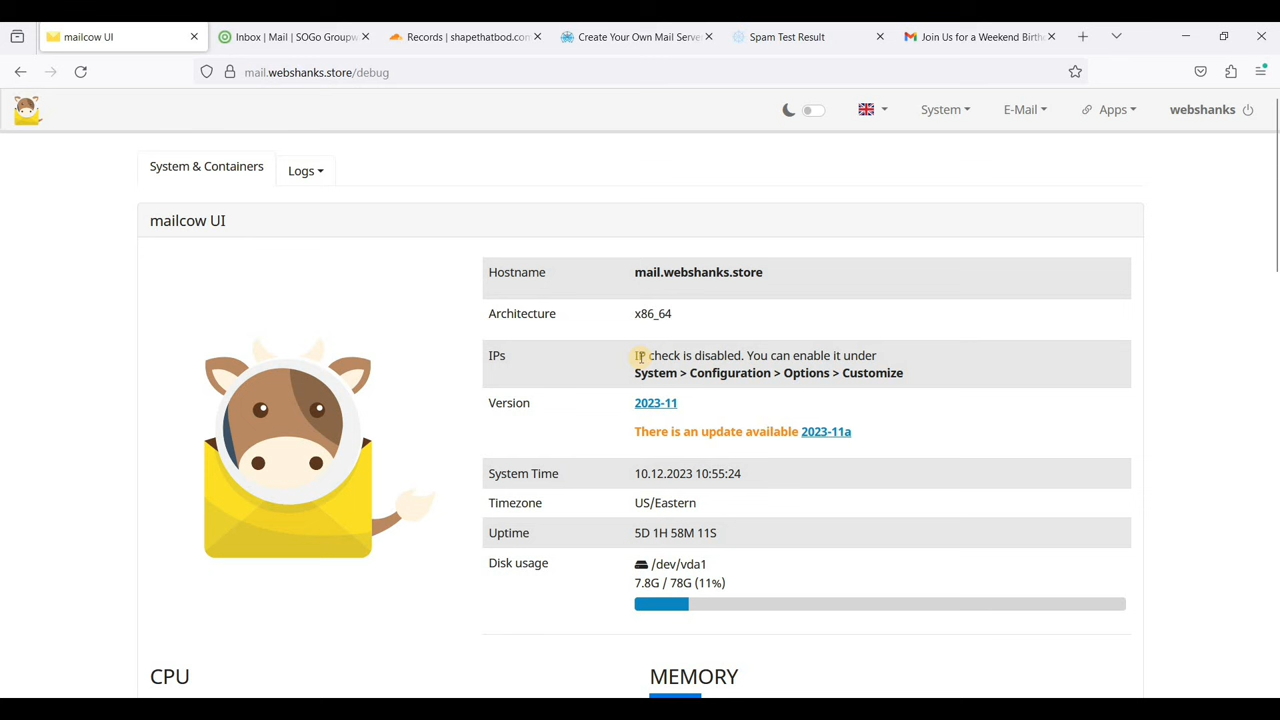 mailcow UI
Inbox | Mail | SOGo Groupw
Records | shapethatbod.com
Create Your Own Mail Serve
Spam Test Result
Join Us for a Weekend Birth
mail.webshanks.store/debug
System
E-Mail
Apps
webshanks
System & Containers
Logs
mailcow UI
Hostname mail.webshanks.store
Architecture x86_64
IPs IP check is disabled. You can enable it under
System > Configuration > Options > Customize
Version 2023-11
There is an update available 2023-11a
System Time 10.12.2023 10:55:24
Timezone US/Eastern
Uptime 5D 1H 58M 11S
Disk usage /dev/vda1
7.8G / 78G (11%)
CPU MEMORY